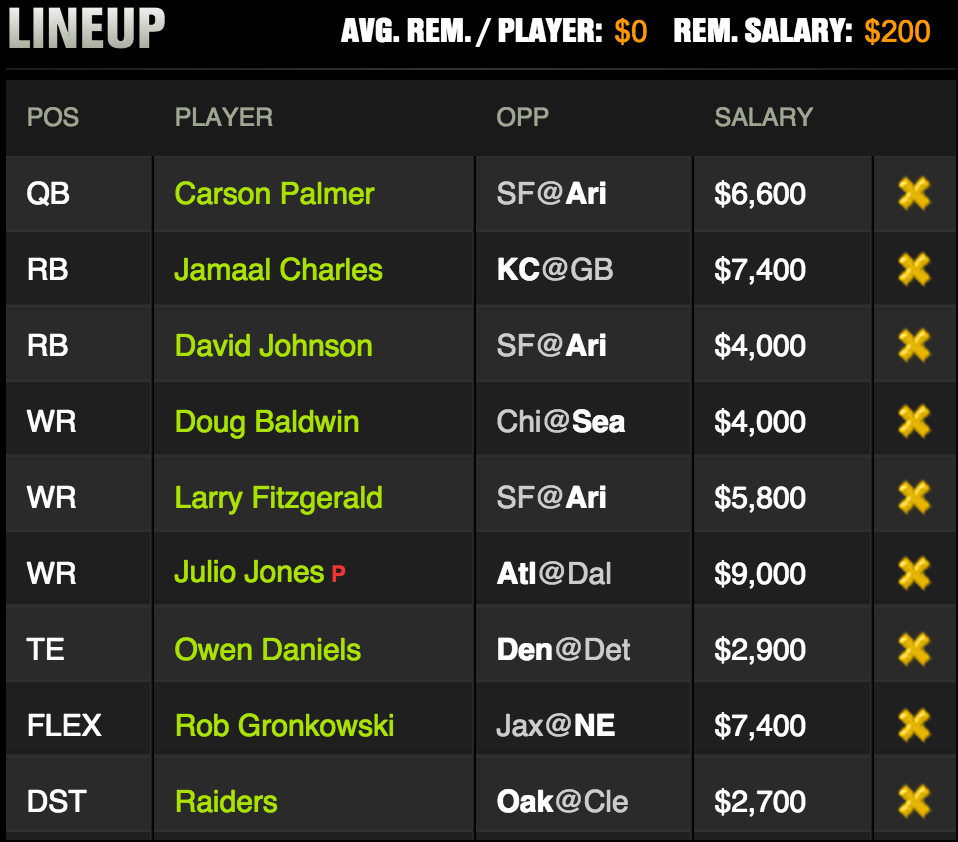 LINEUP AVG. REM. / PLAYER: $0 REM. SALARY: $200
POS PLAYER OPP SALARY
QB Carson Palmer SF@Ari $6,600
RB Jamaal Charles KC@GB $7,400
RB David Johnson SF@Ari $4,000
WR Doug Baldwin Chi@Sea $4,000
WR Larry Fitzgerald SF@Ari $5,800
WR Julio Jones P Atl@Dal $9,000
TE Owen Daniels Den@Det $2,900
FLEX Rob Gronkowski Jax@NE $7,400
DST Raiders Oak@Cle $2,700